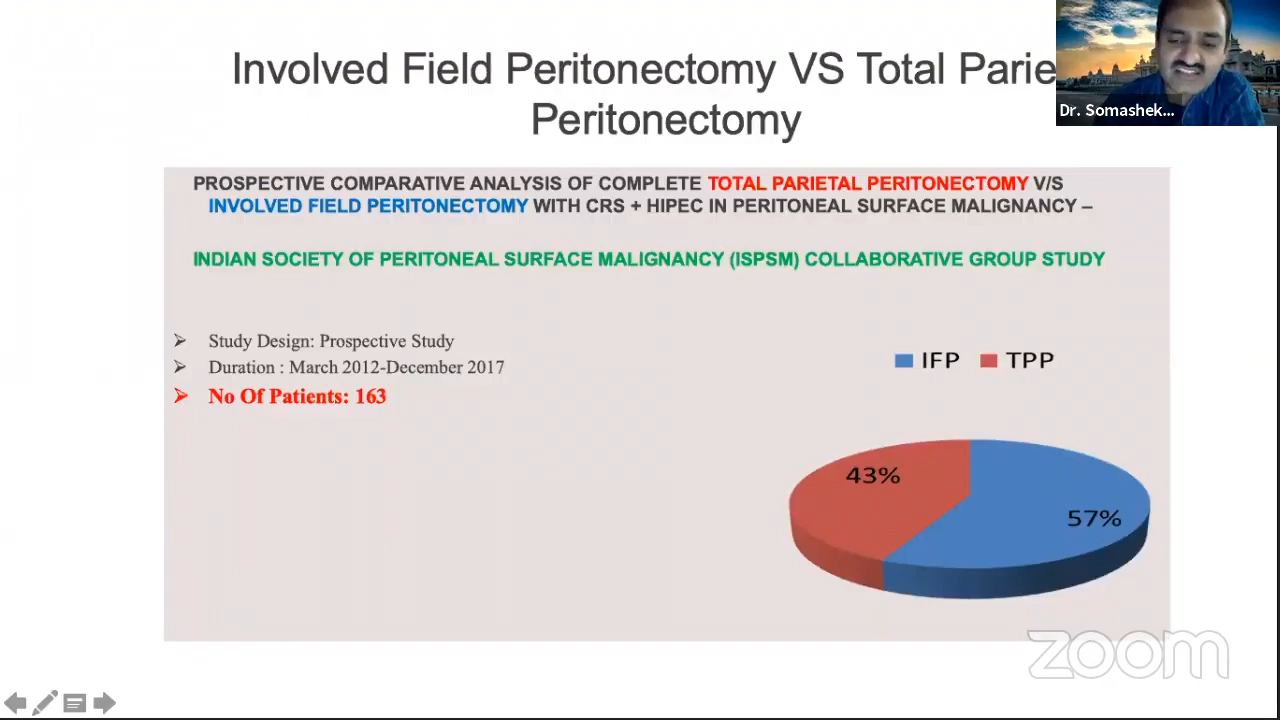 Involved Field Peritonectomy VS Total Parie
Peritonectomy
Dr. Somashek...
PROSPECTIVE COMPARATIVE ANALYSIS OF COMPLETE TOTAL PARIETAL PERITONECTOMY V/S
INVOLVED FIELD PERITONECTOMY WITH CRS + HIPEC IN PERITONEAL SURFACE MALIGNANCY –
INDIAN SOCIETY OF PERITONEAL SURFACE MALIGNANCY (ISPSM) COLLABORATIVE GROUP STUDY
Study Design: Prospective Study
Duration : March 2012-December 2017
No Of Patients: 163
IFP TPP
43%
57%
zoom